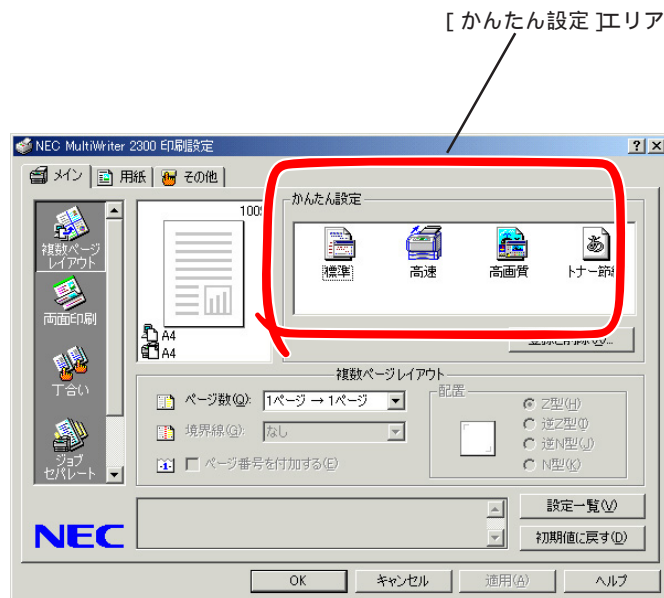 [ かんたん設定 ]エリア
NEC MultiWriter 2300 印刷設定
メイン 用紙 その他
かんたん設定
複数ページ
レイアウト
両面印刷
丁合い
ジョブ
セパレート
A4
A4
標準 高速 高画質
複数ページレイアウト
ページ数(Q): 1ページ → 1ページ
境界線(G): なし
ページ番号を付加する(E)
配置
Z型(H)
逆Z型(I)
逆N型(J)
N型(K)
設定一覧(V)
初期値に戻す(D)
NEC
OK キャンセル 適用(A) ヘルプ